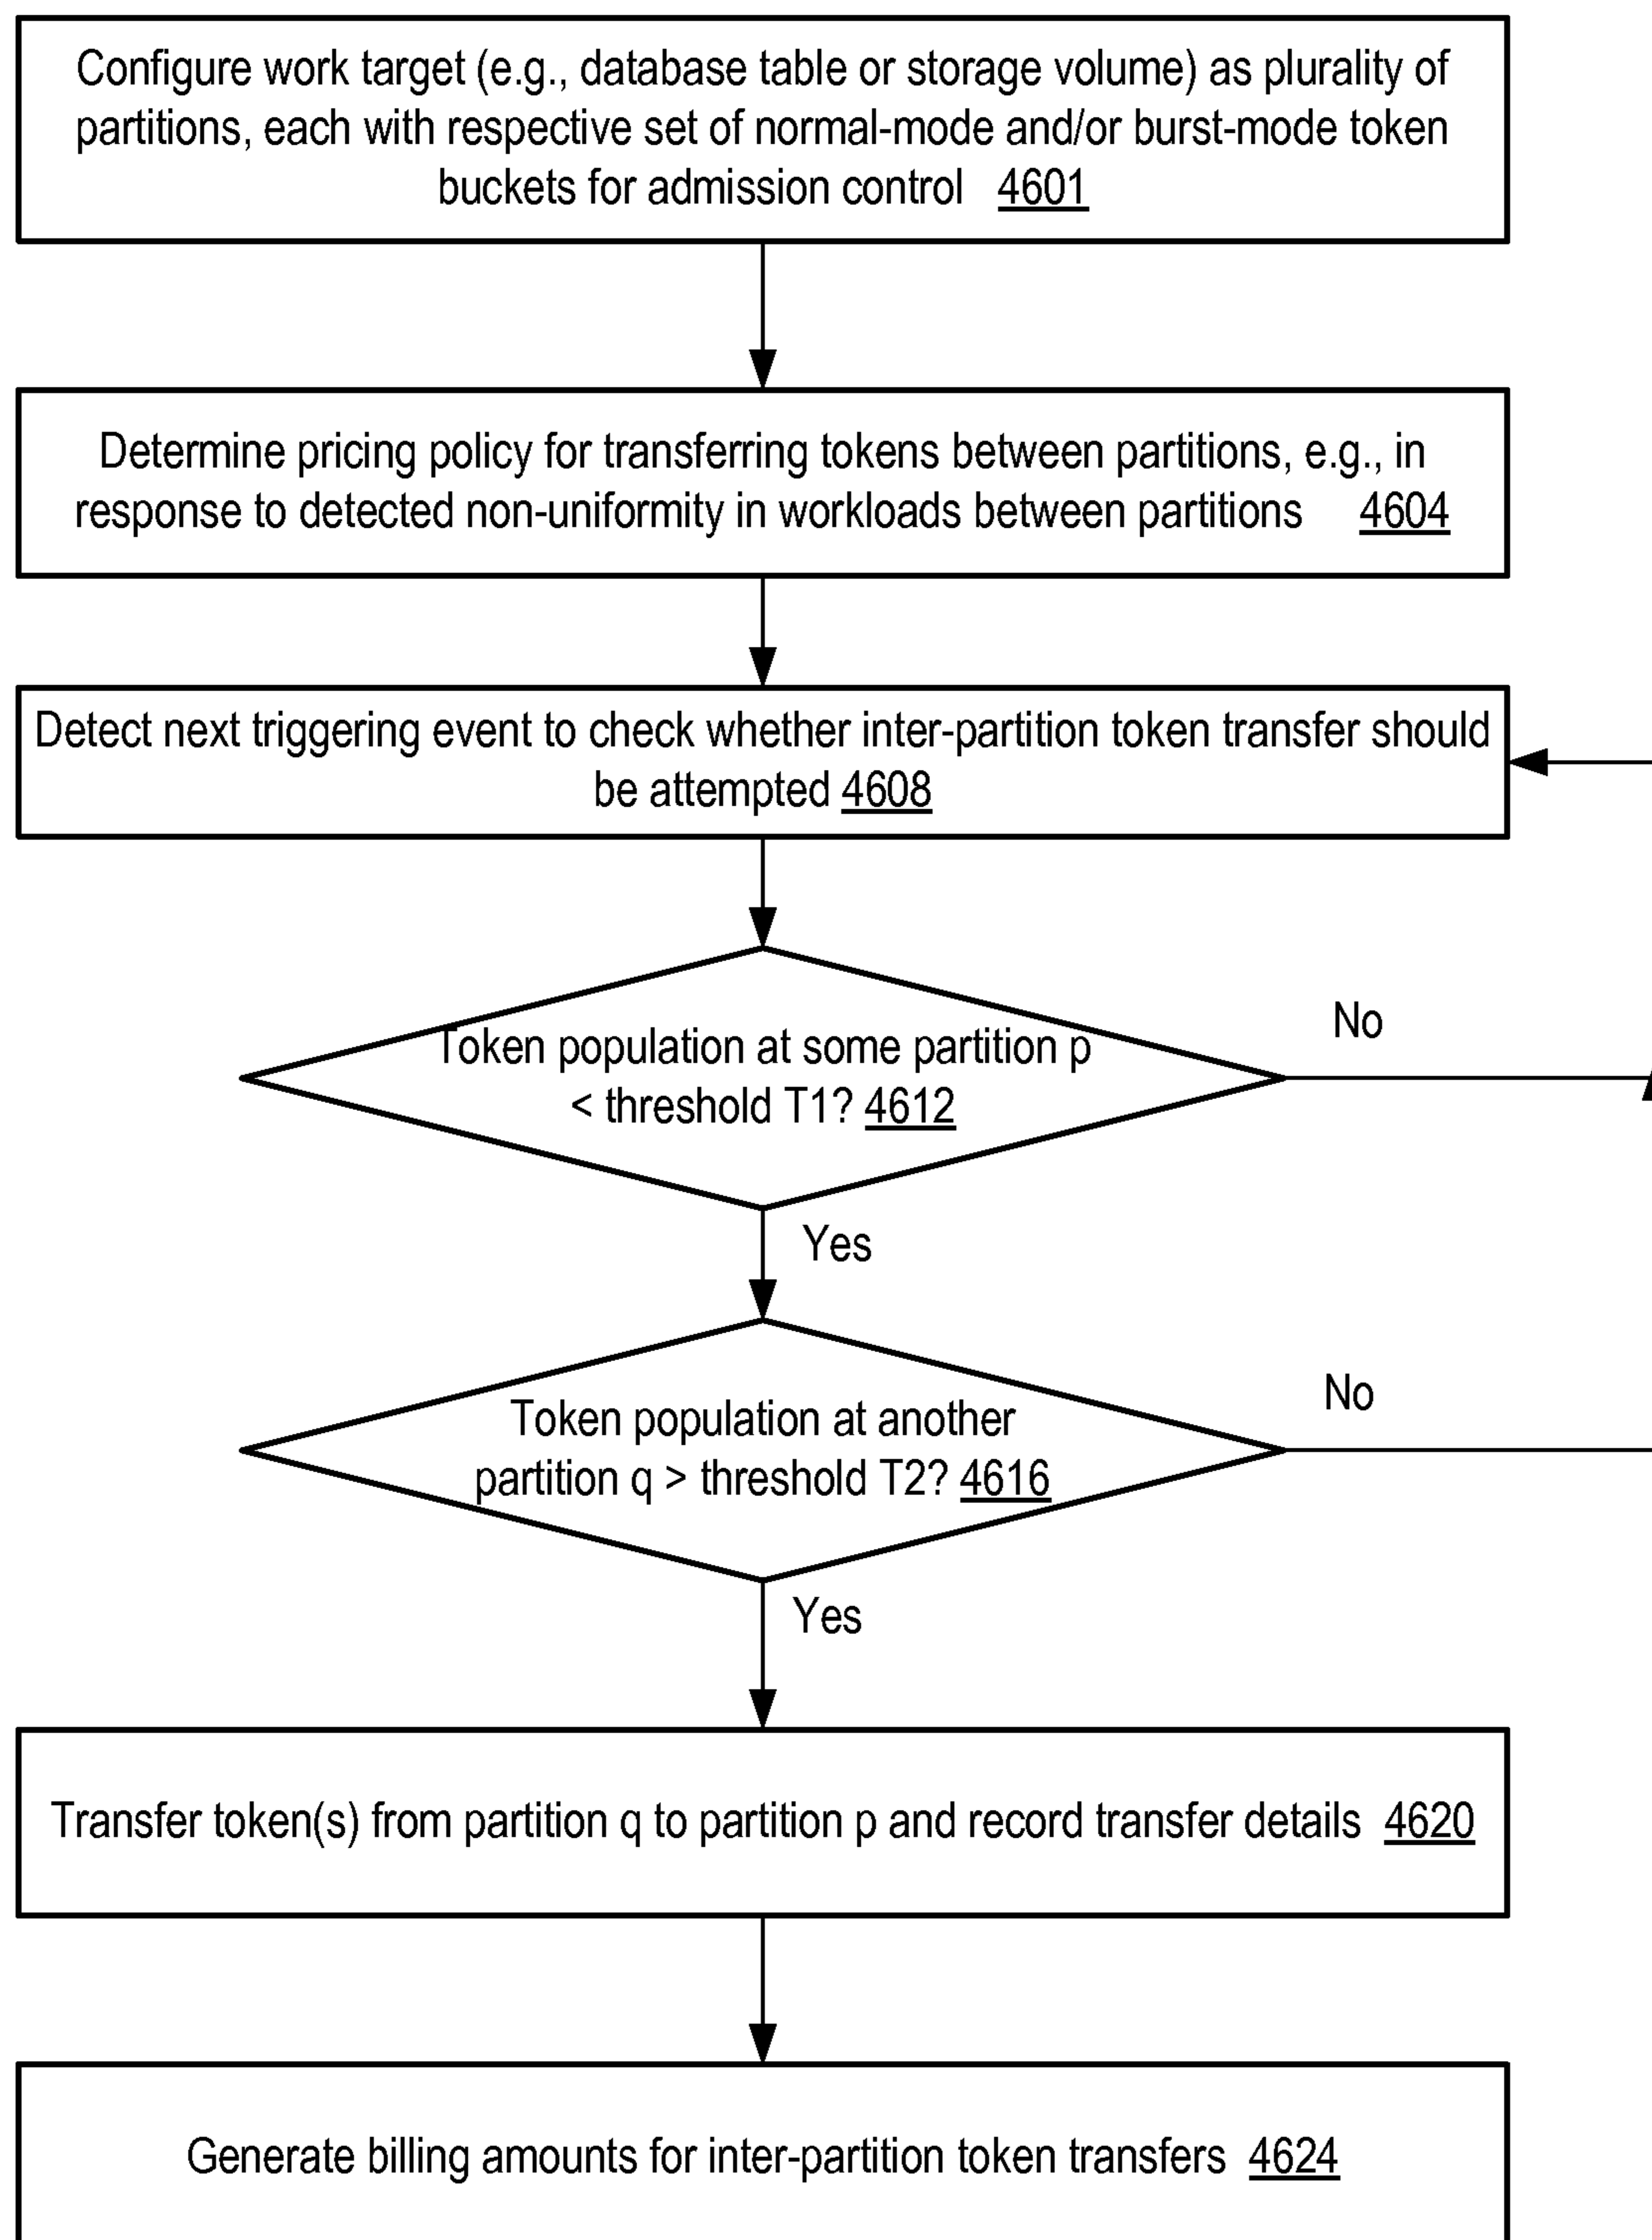 Configure work target (e.g., database table or storage volume) as plurality of
partitions, each with respective set of normal-mode and/or burst-mode token
buckets for admission control 4601
Determine pricing policy for transferring tokens between partitions, e.g., in
response to detected non-uniformity in workloads between partitions 4604
Detect next triggering event to check whether inter-partition token transfer should
be attempted 4608
Token population at some partition p
< threshold T1? 4612
No
Yes
Token population at another
partition q > threshold T2? 4616
No
Yes
Transfer token(s) from partition q to partition p and record transfer details 4620
Generate billing amounts for inter-partition token transfers 4624